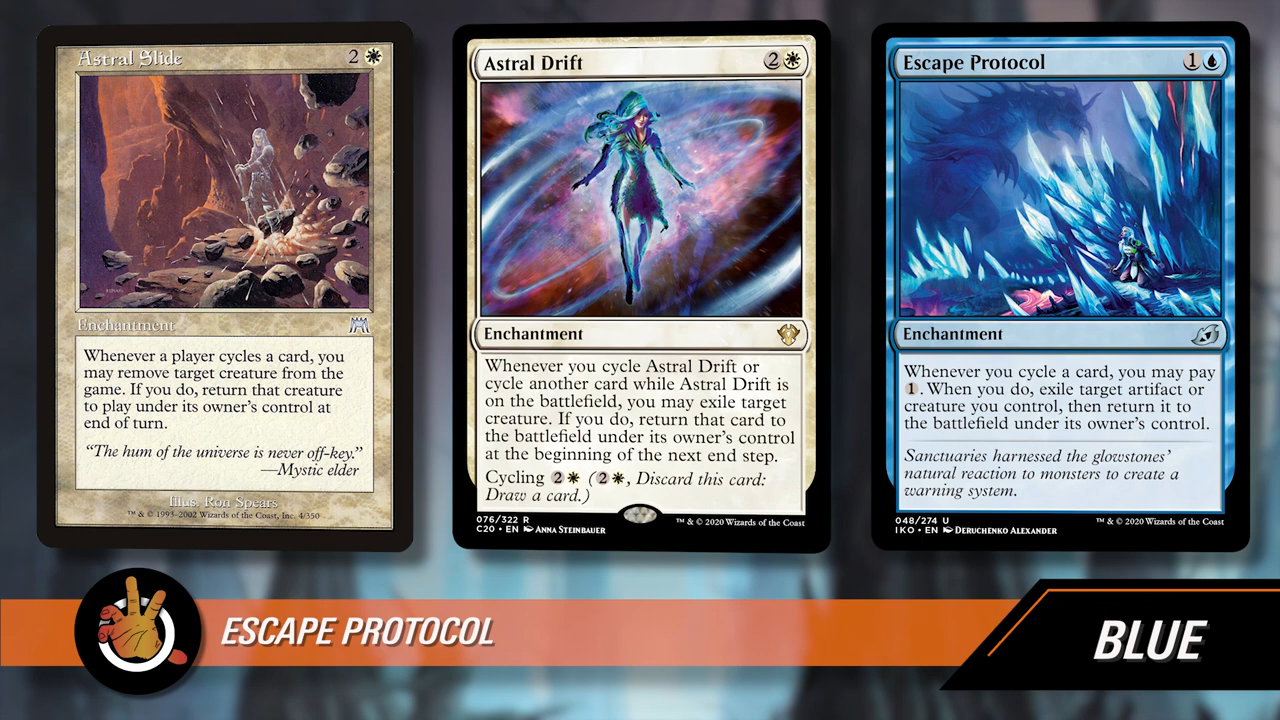 Astral Slide 2
Enchantment
Whenever a player cycles a card, you
may remove target creature from the
game. If you do, return that creature
to play under its owner's control at
end of turn.
“The hum of the universe is never off-key.”
—Mystic elder
Illus. Ron Spears
™ & © 1993–2002 Wizards of the Coast, Inc. 4/350
Astral Drift 2
Enchantment
Whenever you cycle Astral Drift or
cycle another card while Astral Drift is
on the battlefield, you may exile target
creature. If you do, return that card to
the battlefield under its owner's control
at the beginning of the next end step.
Cycling 2 (2, Discard this card:
Draw a card.)
076/322 R
C20 • EN Anna Steinbauer
™ & © 2020 Wizards of the Coast
Escape Protocol 1
Enchantment
Whenever you cycle a card, you may pay
1. When you do, exile target artifact or
creature you control, then return it to
the battlefield under its owner's control.
Sanctuaries harnessed the glowstones'
natural reaction to monsters to create a
warning system.
048/274 U
IKO • EN Deruchenko Alexander
™ & © 2020 Wizards of the Coast
ESCAPE PROTOCOL
BLUE